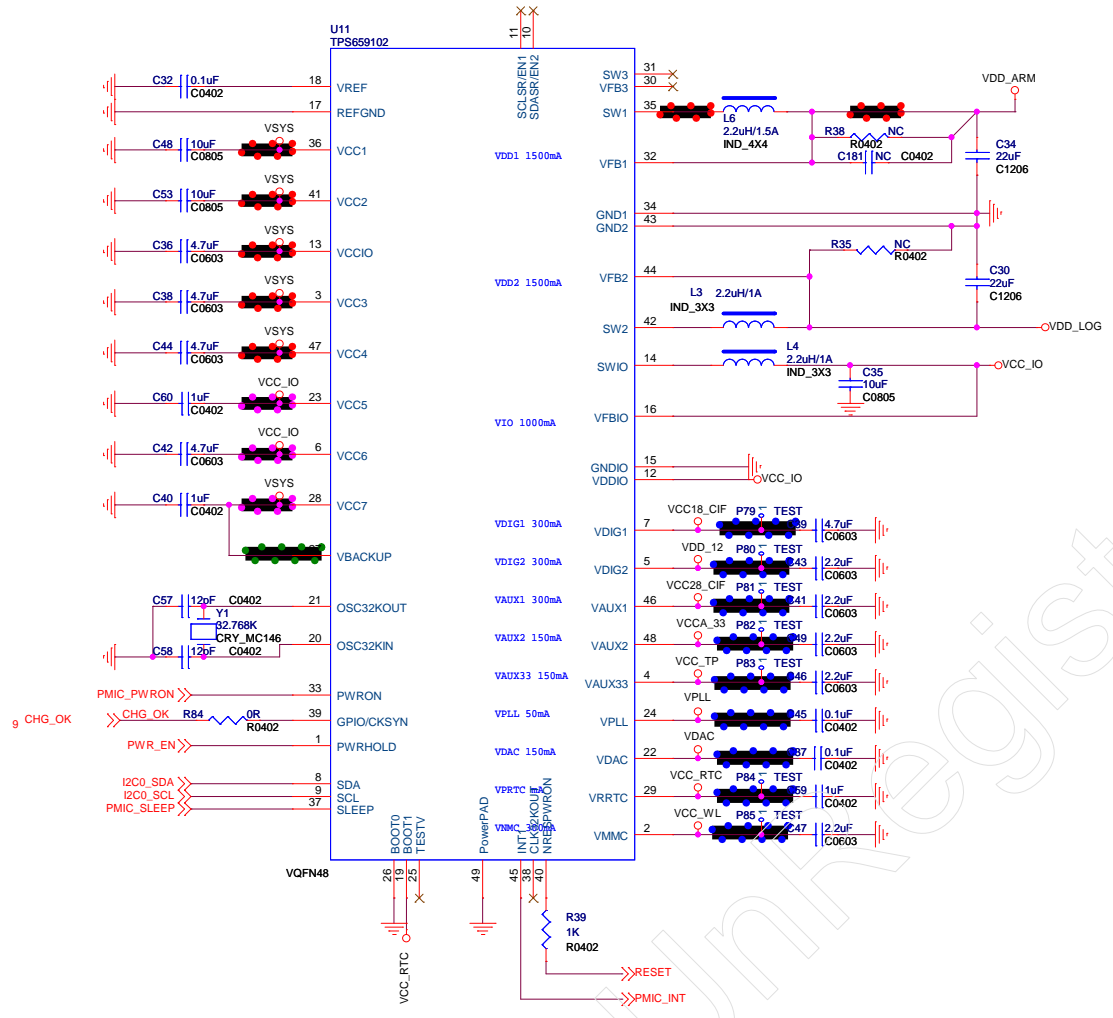 U11
TPS659102
11
10
SCLSR/EN1
SDASR/EN2
C32 0.1uF
C0402
18
VREF
17
REFGND
VSYS
C48 10uF
C0805
36
VCC1
VSYS
C53 10uF
C0805
41
VCC2
VSYS
C36 4.7uF
C0603
13
VCCIO
VSYS
C38 4.7uF
C0603
3
VCC3
VSYS
C44 4.7uF
C0603
47
VCC4
VCC_IO
C60 1uF
C0402
23
VCC5
VCC_IO
C42 4.7uF
C0603
6
VCC6
VSYS
C40 1uF
C0402
28
VCC7
VBACKUP
C57 12pF C0402
21
OSC32KOUT
Y1
32.768K
CRY_MC146
20
OSC32KIN
C58 12pF C0402
PMIC_PWRON
33
PWRON
9 CHG_OK
CHG_OK
R84 0R
R0402
39
GPIO/CKSYN
PWR_EN
1
PWRHOLD
I2C0_SDA
8
SDA
I2C0_SCL
9
SCL
PMIC_SLEEP
37
SLEEP
VDD1 1500mA
VDD2 1500mA
VIO 1000mA
VDIG1 300mA
VDIG2 300mA
VAUX1 300mA
VAUX2 150mA
VAUX33 150mA
VPLL 50mA
VDAC 150mA
VPRTC mA
VNMC 300mA
SW3
31
VFB3
30
SW1
35
L6
2.2uH/1.5A
IND_4X4
VDD_ARM
R38 NC
R0402
C181 NC C0402
C34
22uF
C1206
VFB1
32
GND1
34
GND2
43
R35 NC
R0402
VFB2
44
C30
22uF
C1206
L3 2.2uH/1A
IND_3X3
SW2
42
VDD_LOG
L4
2.2uH/1A
IND_3X3
SWIO
14
VCC_IO
C35
10uF
C0805
VFBIO
16
GNDIO
15
VDDIO
12
VCC_IO
VCC18_CIF
P79 1 TEST
VDIG1
7
4.7uF
C0603
VDD_12
P80 1 TEST
VDIG2
5
2.2uF
C0603
VCC28_CIF
P81 1 TEST
VAUX1
46
2.2uF
C0603
VCCA_33
P82 1 TEST
VAUX2
48
2.2uF
C0603
VCC_TP
P83 1 TEST
VAUX33
4
2.2uF
C0603
VPLL
VPLL
24
0.1uF
C0402
VDAC
VDAC
22
0.1uF
C0402
VCC_RTC
P84 1 TEST
VRRTC
29
1uF
C0402
VCC_WL
P85 1 TEST
VMMC
2
2.2uF
C0603
BOOT0
BOOT1
TESTV
PowerPAD
INT1
CLK32KOUT
NRESPWRON
VQFN48
26
19
25
49
45
38
40
VCC_RTC
R39
1K
R0402
RESET
PMIC_INT
UnRegist